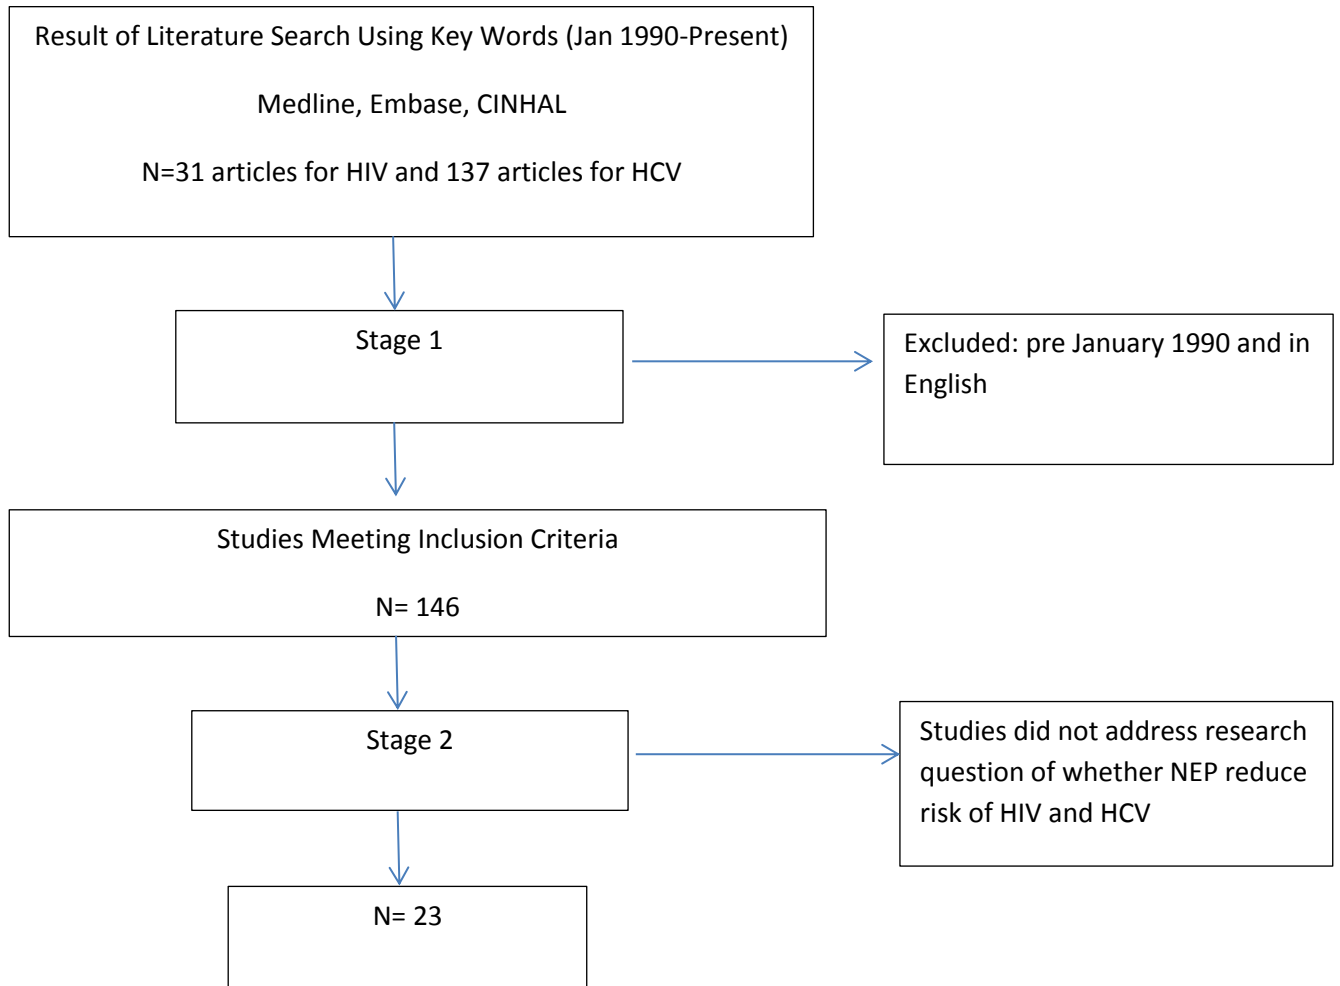 Result of Literature Search Using Key Words (Jan 1990-Present)
Medline, Embase, CINHAL
N=31 articles for HIV and 137 articles for HCV
Stage 1
Excluded: pre January 1990 and in
English
Studies Meeting Inclusion Criteria
N= 146
Stage 2
Studies did not address research
question of whether NEP reduce
risk of HIV and HCV
N= 23